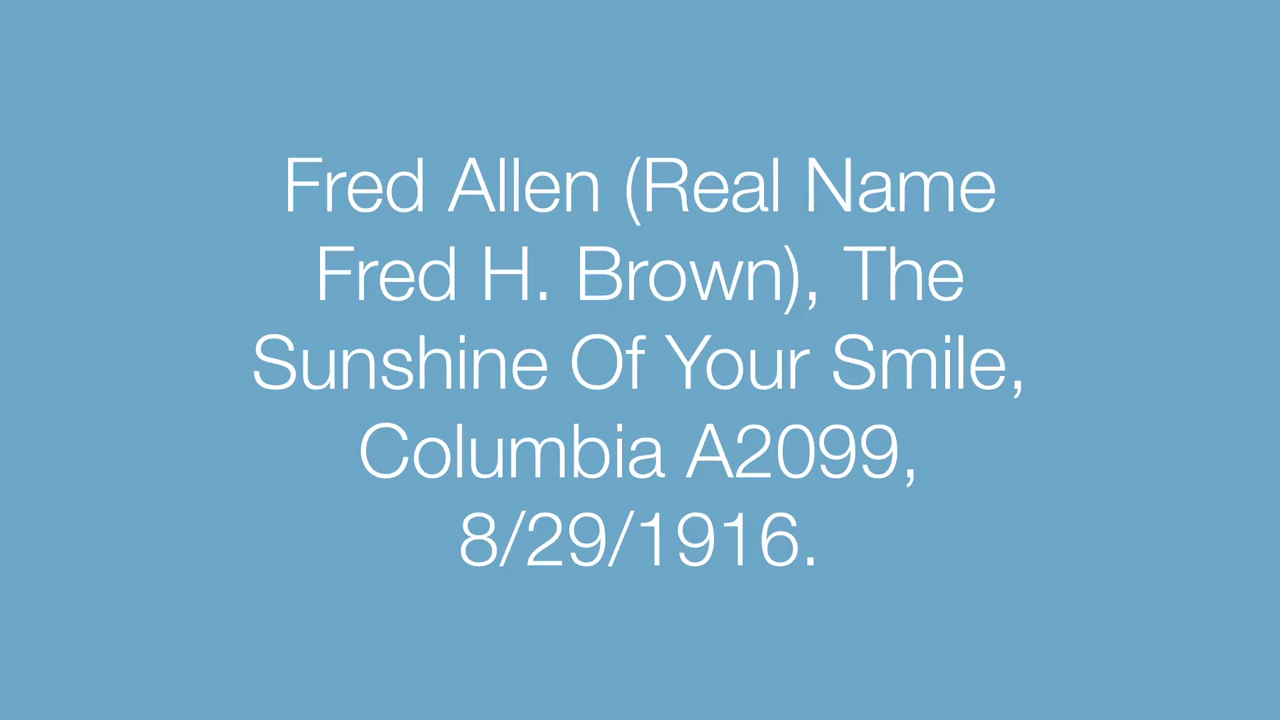 Fred Allen (Real Name
Fred H. Brown), The
Sunshine Of Your Smile,
Columbia A2099,
8/29/1916.